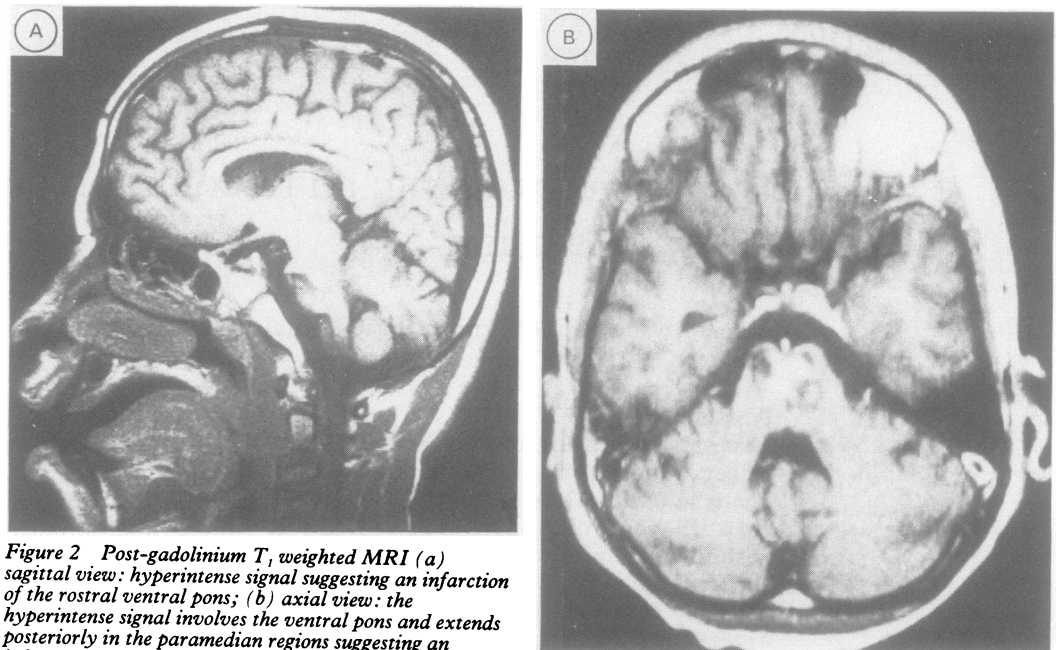 A
B
Figure 2 Post-gadolinium T₁ weighted MRI (a)
sagittal view: hyperintense signal suggesting an infarction
of the rostral ventral pons; (b) axial view: the
hyperintense signal involves the ventral pons and extends
posteriorly in the paramedian regions suggesting an